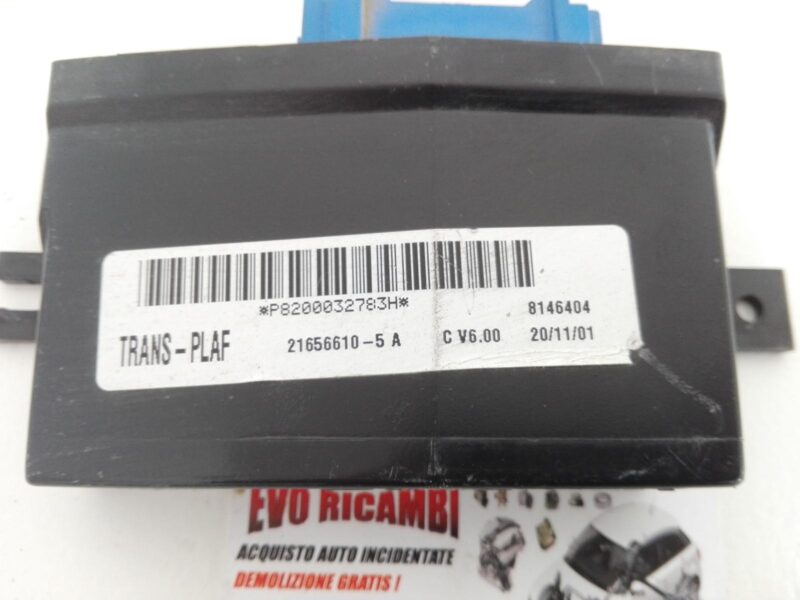 *P8200032783H*
8146404
TRANS-PLAF 21656610-5 A C V6.00 20/11/01
EVO RICAMBI
ACQUISTO AUTO INCIDENTATE
DEMOLIZIONE GRATIS !